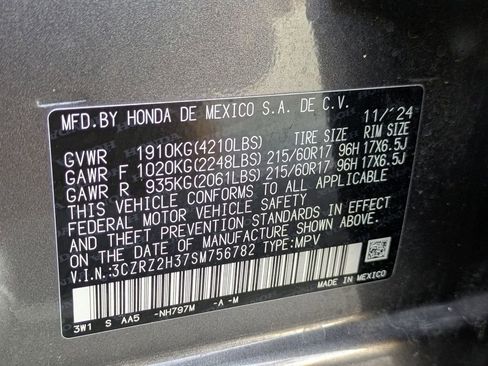 MFD. BY HONDA DE MEXICO S.A. DE C.V. 11/'24
TIRE SIZE RIM SIZE
GVWR 1910KG(4210LBS)
GAWR F 1020KG(2248LBS) 215/60R17 96H 17X6.5J
GAWR R 935KG(2061LBS) 215/60R17 96H 17X6.5J
THIS VEHICLE CONFORMS TO ALL APPLICABLE
FEDERAL MOTOR VEHICLE SAFETY, BUMPER,
AND THEFT PREVENTION STANDARDS IN EFFECT
ON THE DATE OF MANUFACTURE SHOWN ABOVE.
V.I.N.:3CZRZ2H37SM756782 TYPE:MPV
MADE IN MEXICO
3W1 S AA5 -NH797M -A -M